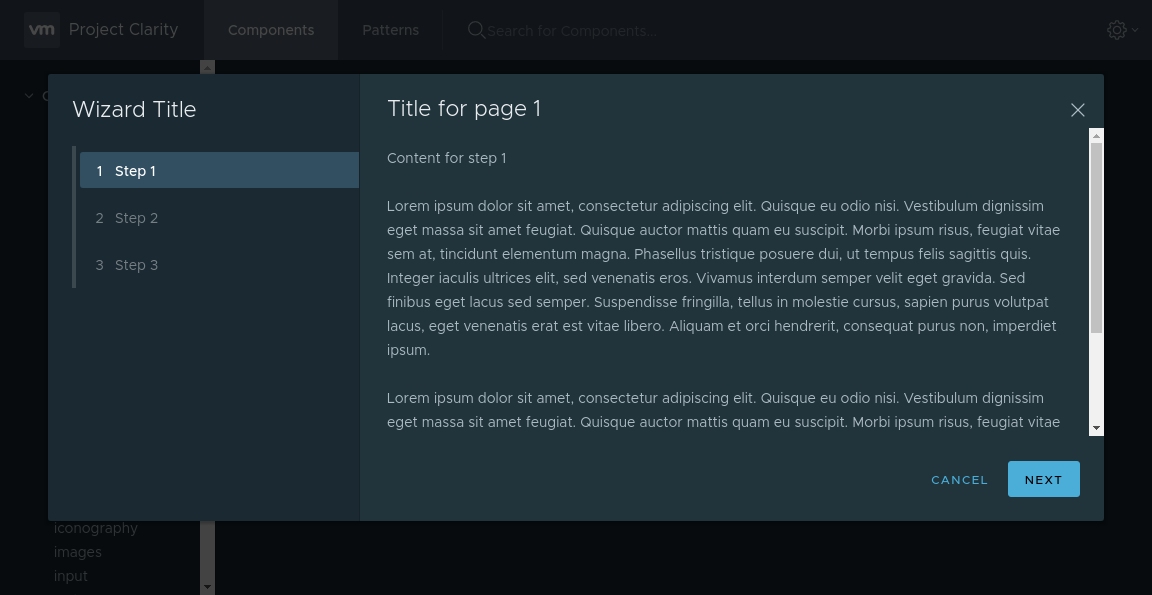 vm Project Clarity
Components
Patterns
Search for Components...
Wizard Title
1 Step 1
2 Step 2
3 Step 3
Title for page 1
Content for step 1
Lorem ipsum dolor sit amet, consectetur adipiscing elit. Quisque eu odio nisi. Vestibulum dignissim
eget massa sit amet feugiat. Quisque auctor mattis quam eu suscipit. Morbi ipsum risus, feugiat vitae
sem at, tincidunt elementum magna. Phasellus tristique posuere dui, ut tempus felis sagittis quis.
Integer iaculis ultrices elit, sed venenatis eros. Vivamus interdum semper velit eget gravida. Sed
finibus eget lacus sed semper. Suspendisse fringilla, tellus in molestie cursus, sapien purus volutpat
lacus, eget venenatis erat est vitae libero. Aliquam et orci hendrerit, consequat purus non, imperdiet
ipsum.
Lorem ipsum dolor sit amet, consectetur adipiscing elit. Quisque eu odio nisi. Vestibulum dignissim
eget massa sit amet feugiat. Quisque auctor mattis quam eu suscipit. Morbi ipsum risus, feugiat vitae
CANCEL
NEXT
iconography
images
input